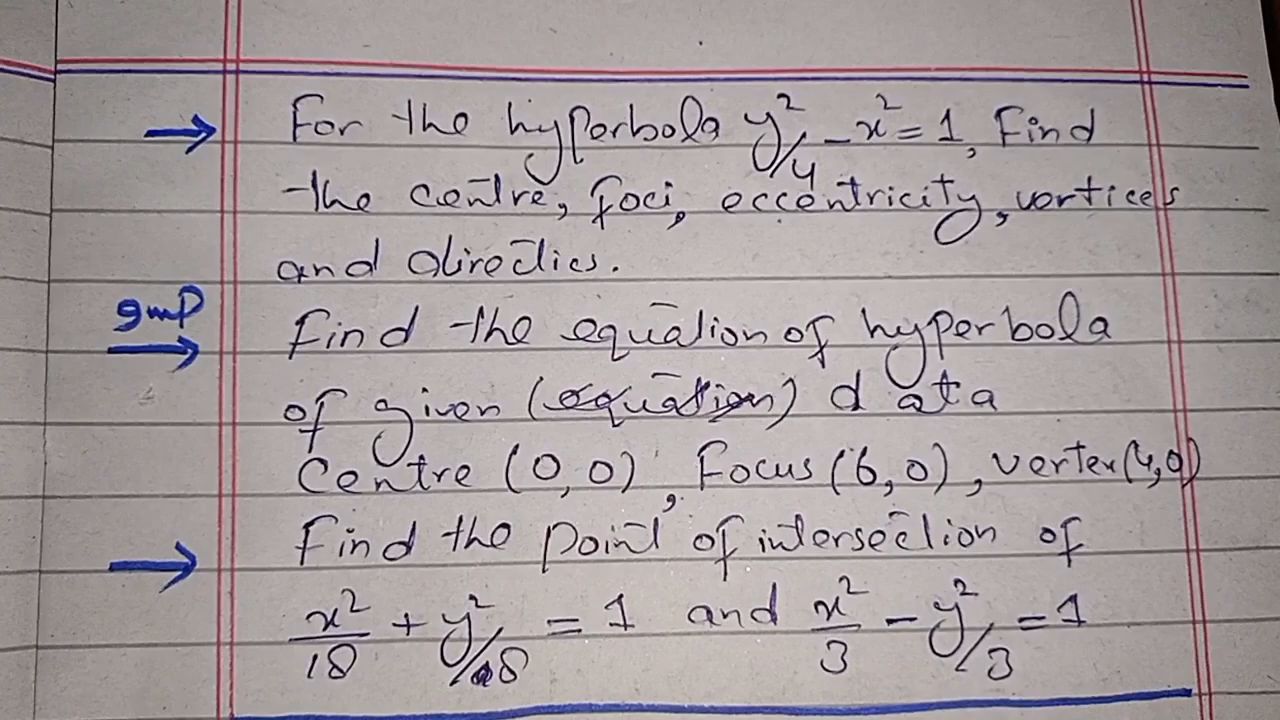 → For the hyperbola y²/4 - x² = 1, Find
the centre, foci, eccentricity, vertices
and directies.
Imp → Find the equation of hyperbola
of given (equation) data
Centre (0,0), Focus (6,0), vertex (4,0)
→ Find the point of intersection of
x²/18 + y²/8 = 1 and x²/3 - y²/3 = 1